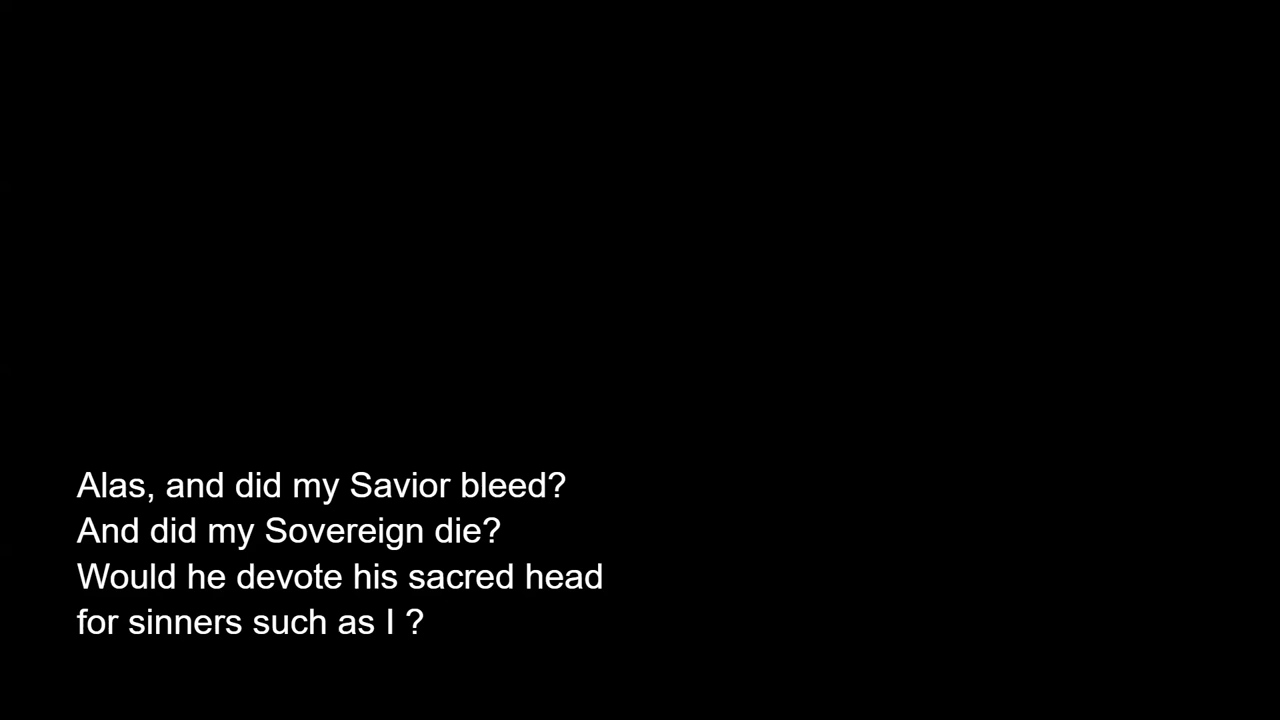 Alas, and did my Savior bleed?
And did my Sovereign die?
Would he devote his sacred head
for sinners such as I ?